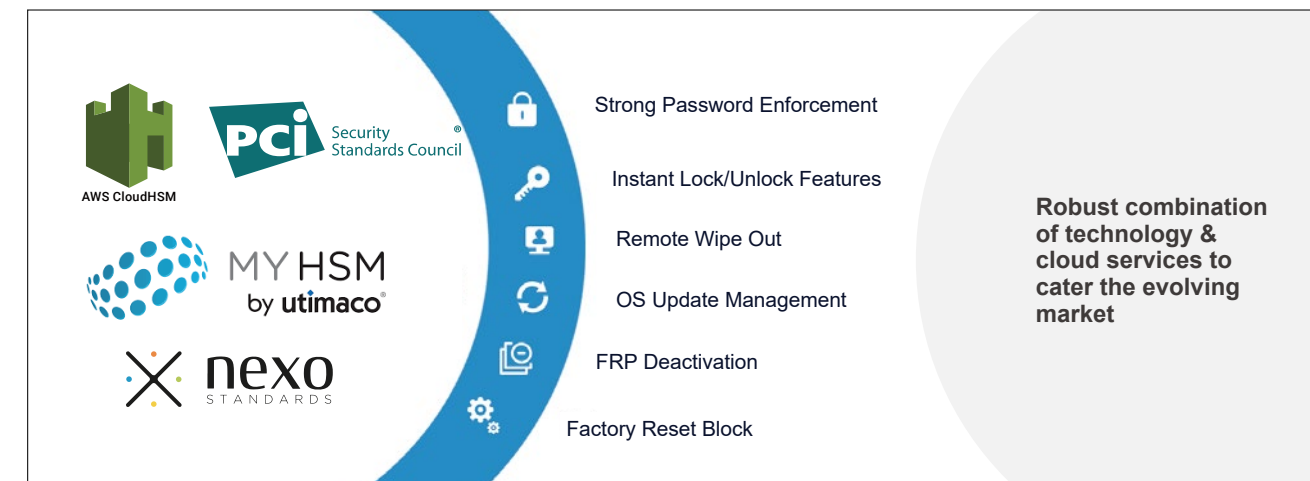 AWS CloudHSM
PCi
Security ®
Standards Council
MY HSM
by utimaco®
nexo
STANDARDS
Strong Password Enforcement
Instant Lock/Unlock Features
Remote Wipe Out
OS Update Management
FRP Deactivation
Factory Reset Block
Robust combination
of technology &
cloud services to
cater the evolving
market